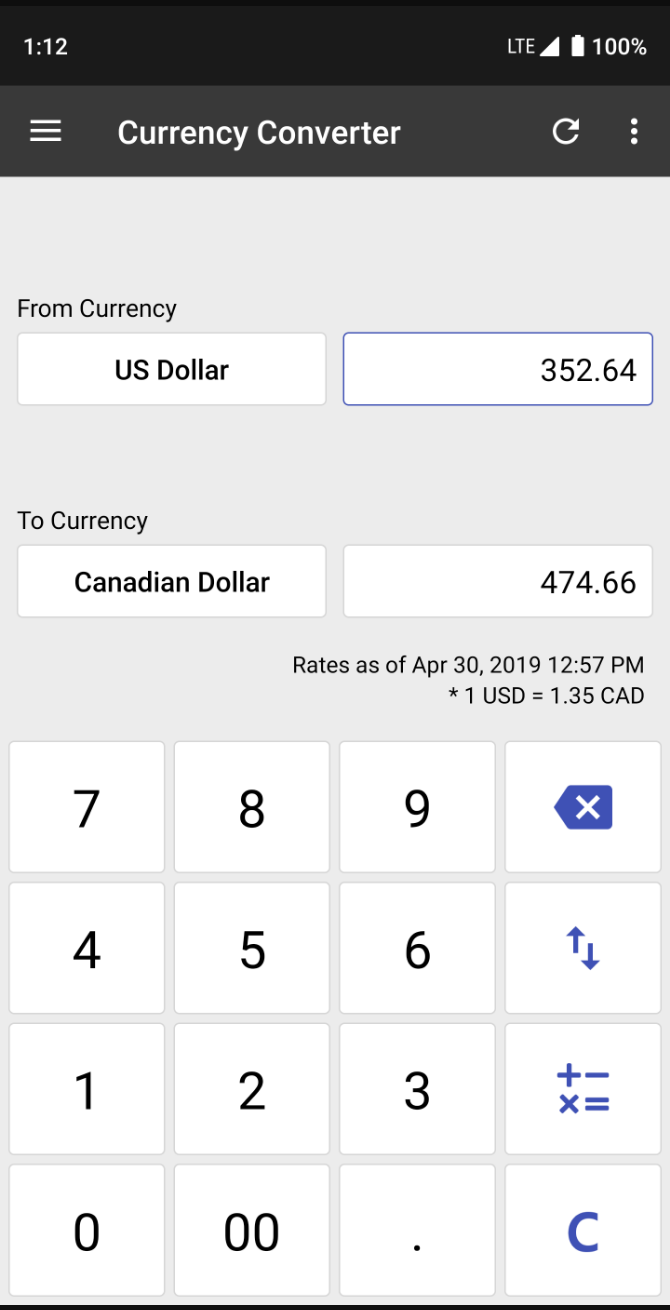 1:12 LTE 100%
Currency Converter
From Currency
US Dollar 352.64
To Currency
Canadian Dollar 474.66
Rates as of Apr 30, 2019 12:57 PM
* 1 USD = 1.35 CAD
7 8 9
4 5 6
1 2 3 + − × =
0 00 . C